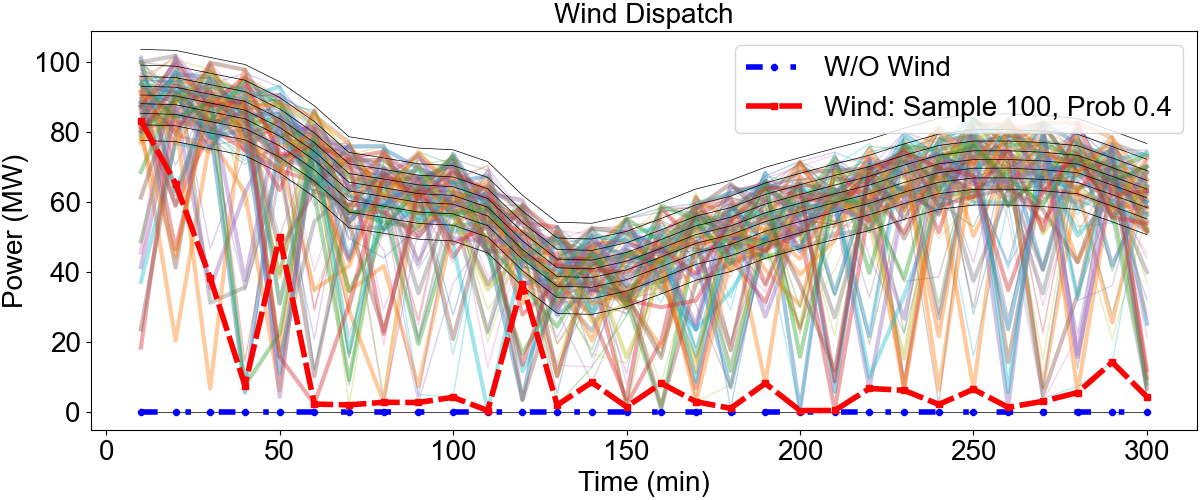 Wind Dispatch
W/O Wind
Wind: Sample 100, Prob 0.4
Power (MW)
100
80
60
40
20
0
0 50 100 150 200 250 300
Time (min)